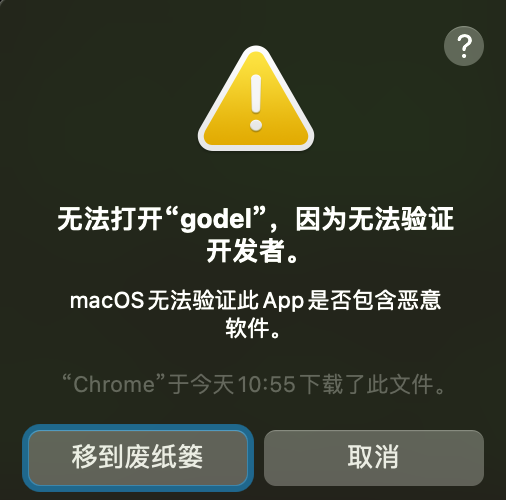 ?
无法打开“godel”，因为无法验证
开发者。
macOS 无法验证此 App 是否包含恶意
软件。
“Chrome”于今天 10:55 下载了此文件。
移到废纸篓
取消